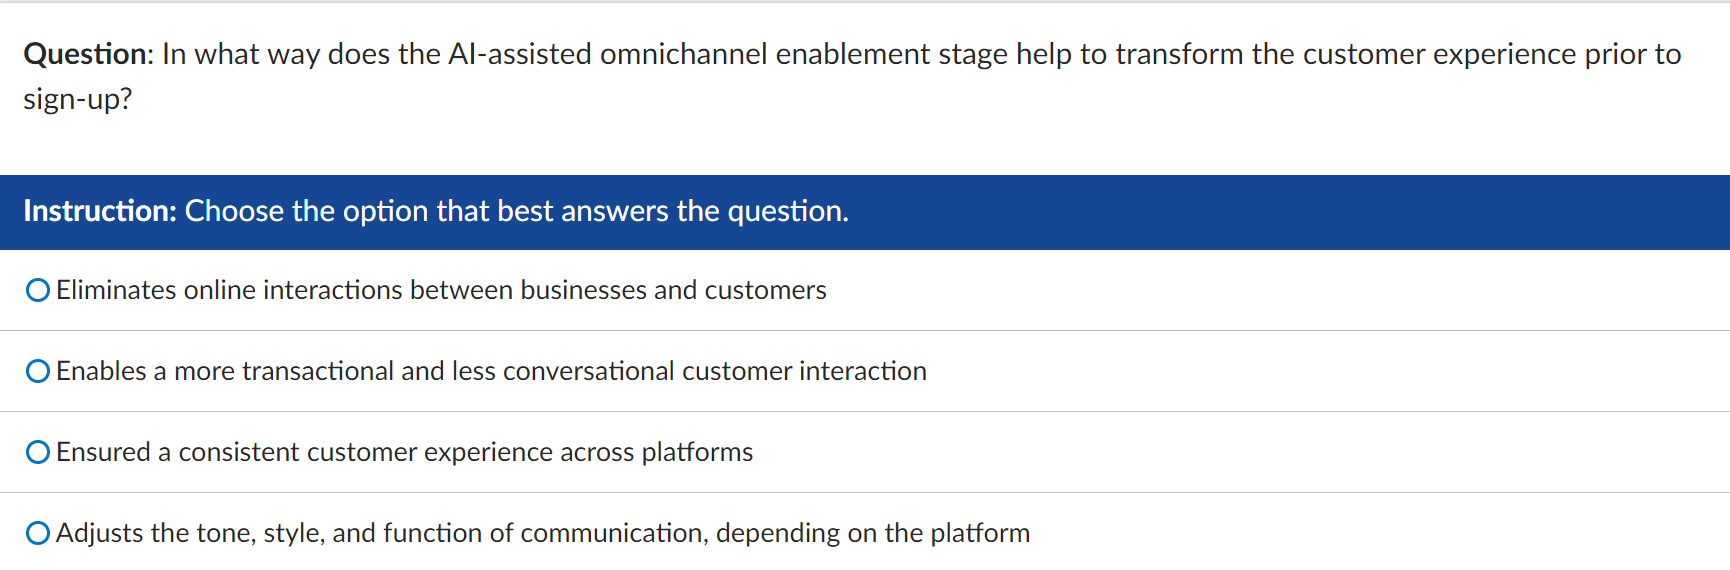 Question: In what way does the AI-assisted omnichannel enablement stage help to transform the customer experience prior to
sign-up?
Instruction: Choose the option that best answers the question.
Eliminates online interactions between businesses and customers
Enables a more transactional and less conversational customer interaction
Ensured a consistent customer experience across platforms
Adjusts the tone, style, and function of communication, depending on the platform